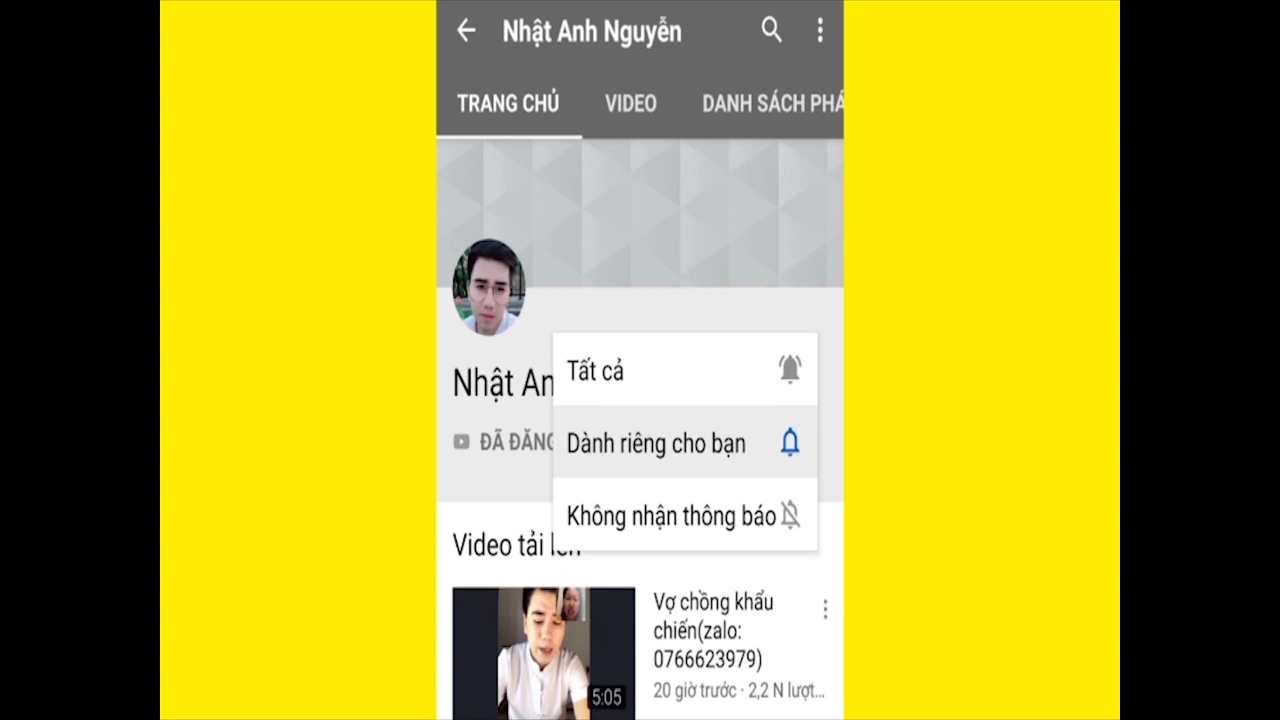 Nhật Anh Nguyễn
TRANG CHỦ VIDEO DANH SÁCH PHÁ
Tất cả
Nhật An
Dành riêng cho bạn
ĐÃ ĐĂNG
Không nhận thông báo
Video tải lên
Vợ chồng khẩu
chiến(zalo:
0766623979)
20 giờ trước · 2,2 N lượt...
5:05